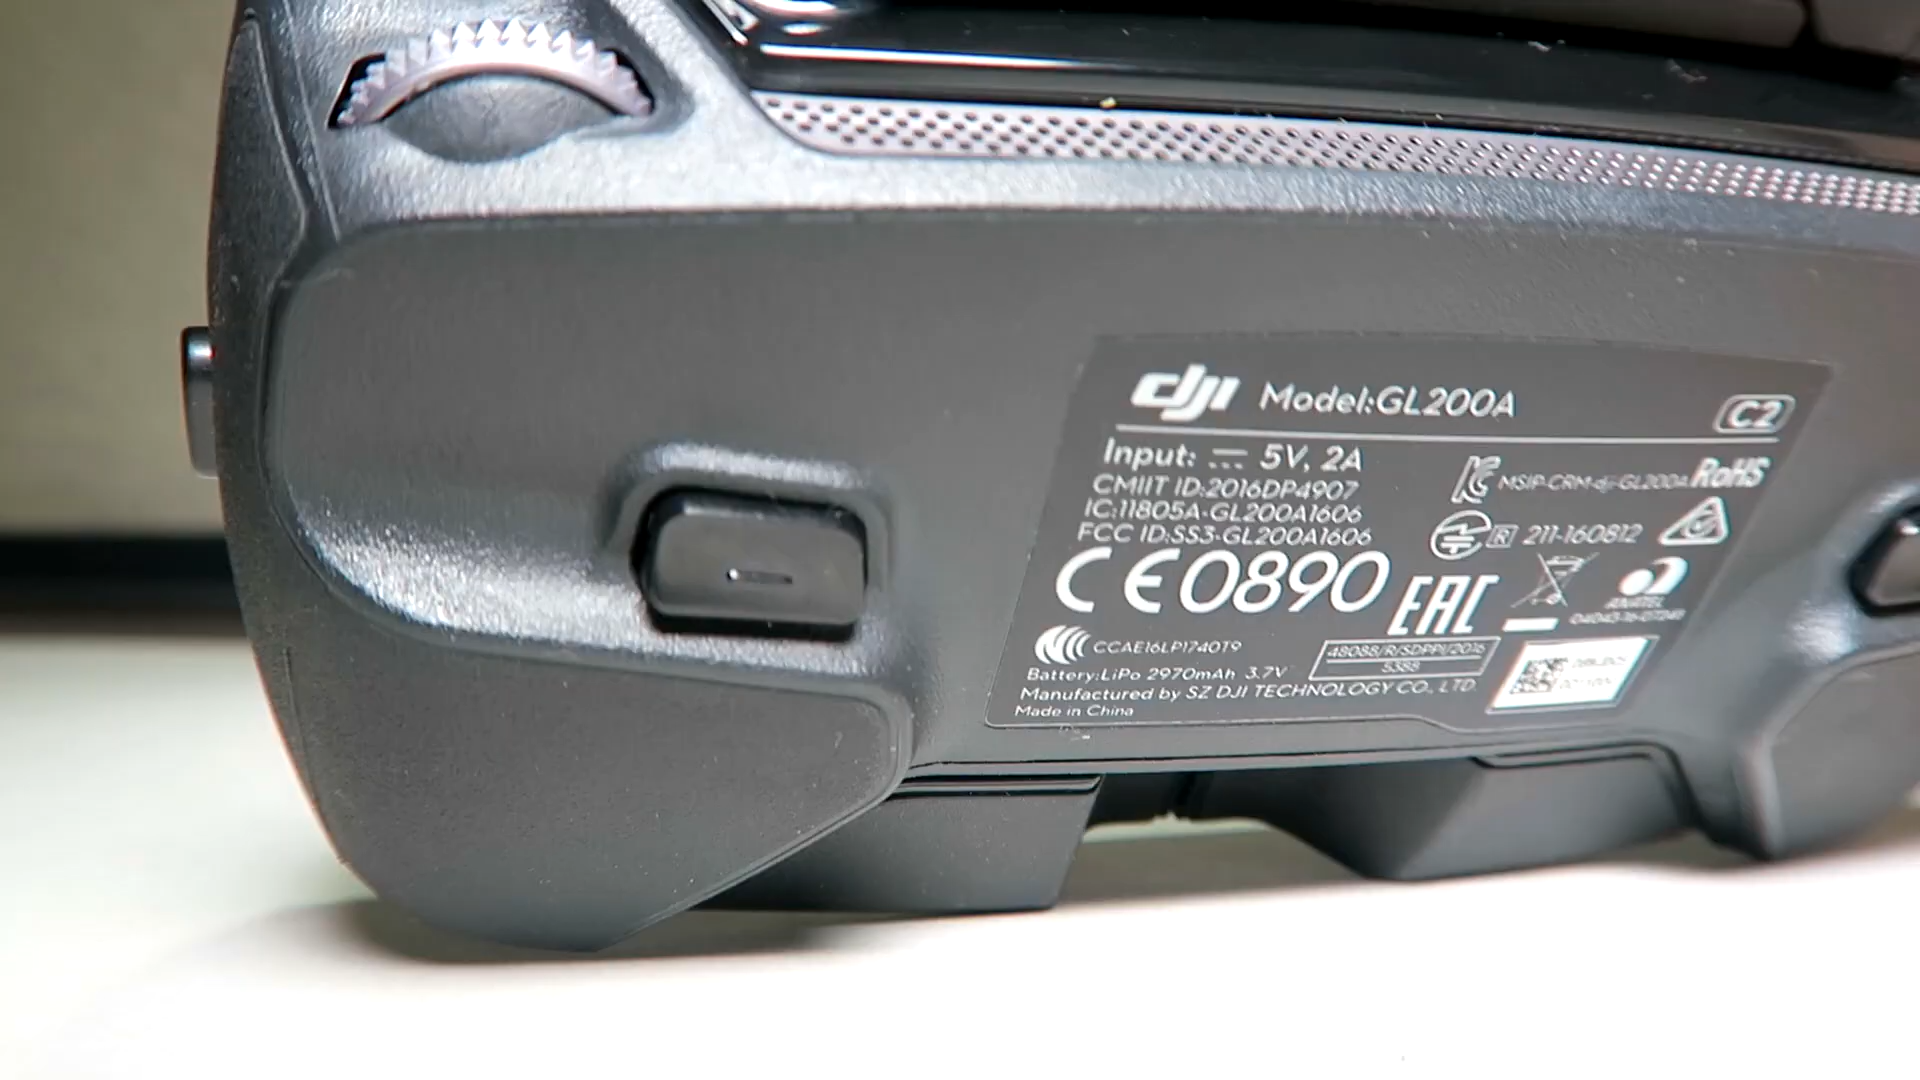 dji Model:GL200A C2
Input: 5V, 2A
CMIIT ID:2016DP4907
IC:11805A-GL200A1606
FCC ID:SS3-GL200A1606
MSIP-CRM-dji-GL200A RoHS
R 211-160812
CE0890 EAC
ANATEL
CCAE16LP1740T9
48088/R/SDPPI/2016
5388
Battery:LiPo 2970mAh 3.7V
Manufactured by SZ DJI TECHNOLOGY CO., LTD.
Made in China